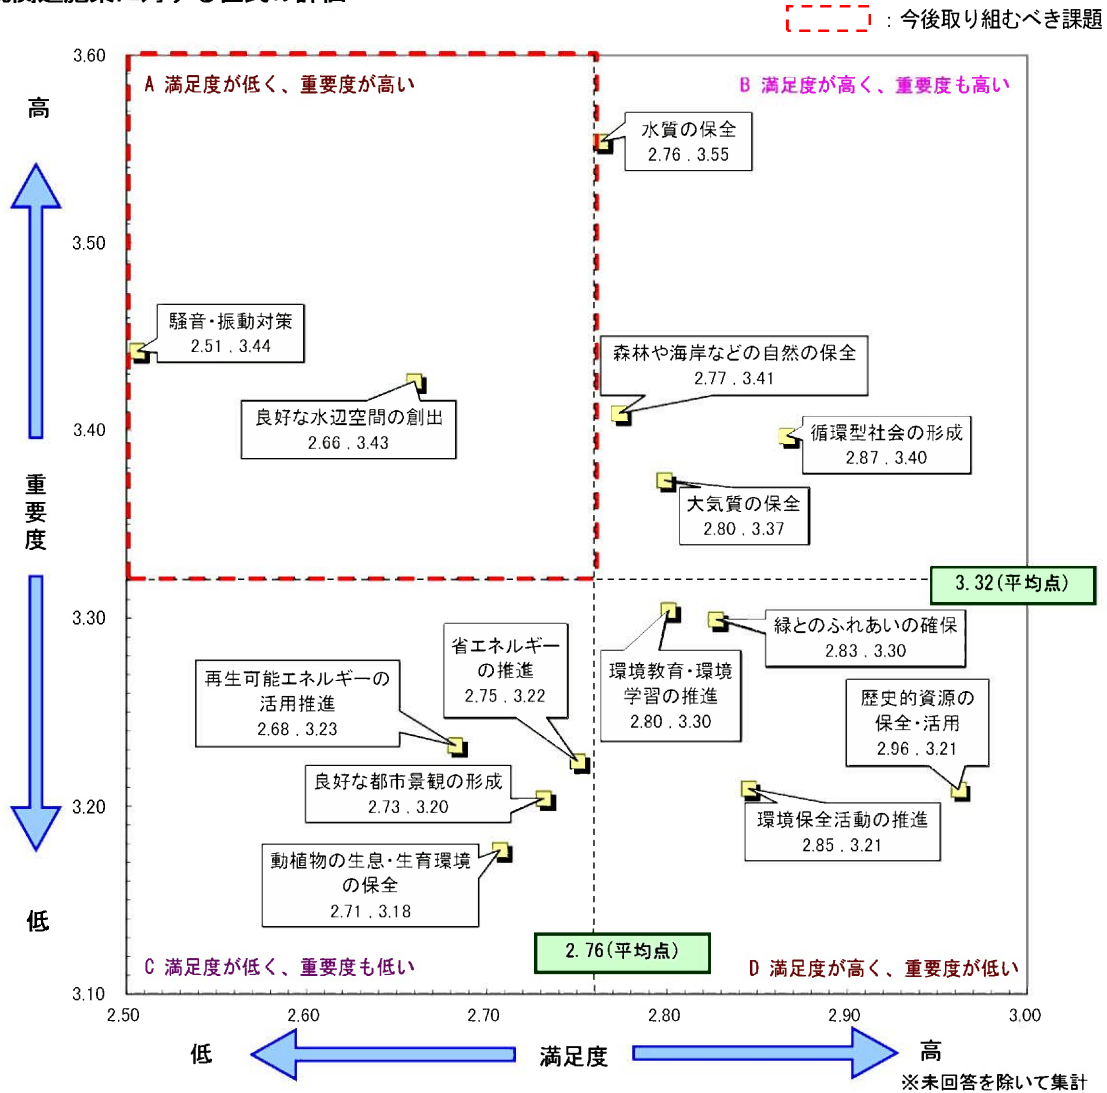 ：今後取り組むべき課題
3.60
A 満足度が低く、重要度が高い
B 満足度が高く、重要度も高い
高
水質の保全
2.76 , 3.55
3.50
騒音・振動対策
2.51 , 3.44
森林や海岸などの自然の保全
2.77 , 3.41
良好な水辺空間の創出
2.66 , 3.43
3.40
循環型社会の形成
2.87 , 3.40
大気質の保全
2.80 , 3.37
重要度
3.32(平均点)
3.30
緑とのふれあいの確保
2.83 , 3.30
省エネルギー
の推進
2.75 , 3.22
環境教育・環境
学習の推進
2.80 , 3.30
再生可能エネルギーの
活用推進
2.68 , 3.23
歴史的資源の
保全・活用
2.96 , 3.21
良好な都市景観の形成
2.73 , 3.20
3.20
環境保全活動の推進
2.85 , 3.21
動植物の生息・生育環境
の保全
2.71 , 3.18
低
2.76(平均点)
C 満足度が低く、重要度も低い
D 満足度が高く、重要度が低い
3.10
2.50
2.60
2.70
2.80
2.90
3.00
低
満足度
高
※未回答を除いて集計